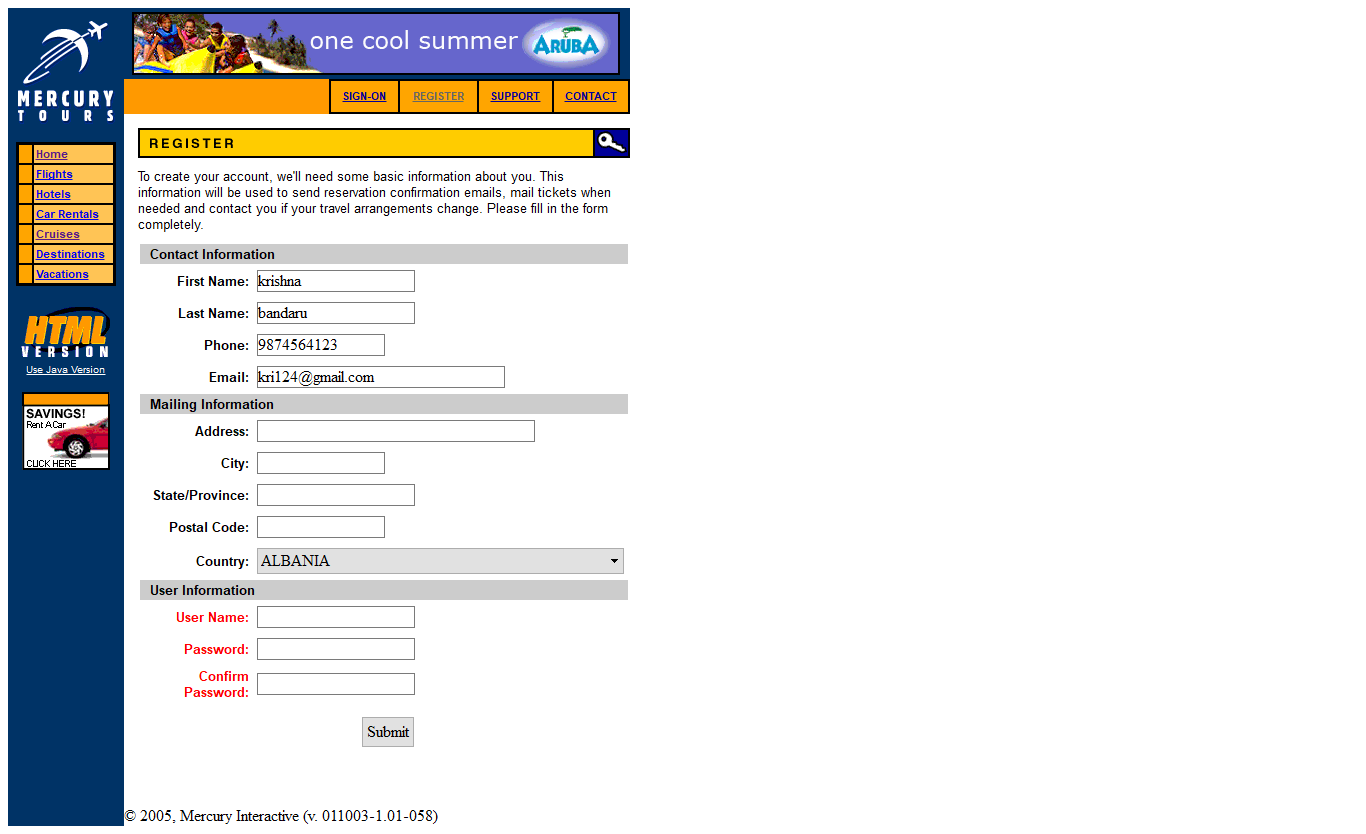 MERCURY
TOURS
one cool summer ARUBA
SIGN-ON REGISTER SUPPORT CONTACT
Home
Flights
Hotels
Car Rentals
Cruises
Destinations
Vacations
HTML
VERSION
Use Java Version
SAVINGS!
Rent A Car
CLICK HERE
REGISTER
To create your account, we'll need some basic information about you. This
information will be used to send reservation confirmation emails, mail tickets when
needed and contact you if your travel arrangements change. Please fill in the form
completely.
Contact Information
First Name: krishna
Last Name: bandaru
Phone: 9874564123
Email: kri124@gmail.com
Mailing Information
Address:
City:
State/Province:
Postal Code:
Country: ALBANIA
User Information
User Name:
Password:
Confirm
Password:
Submit
© 2005, Mercury Interactive (v. 011003-1.01-058)